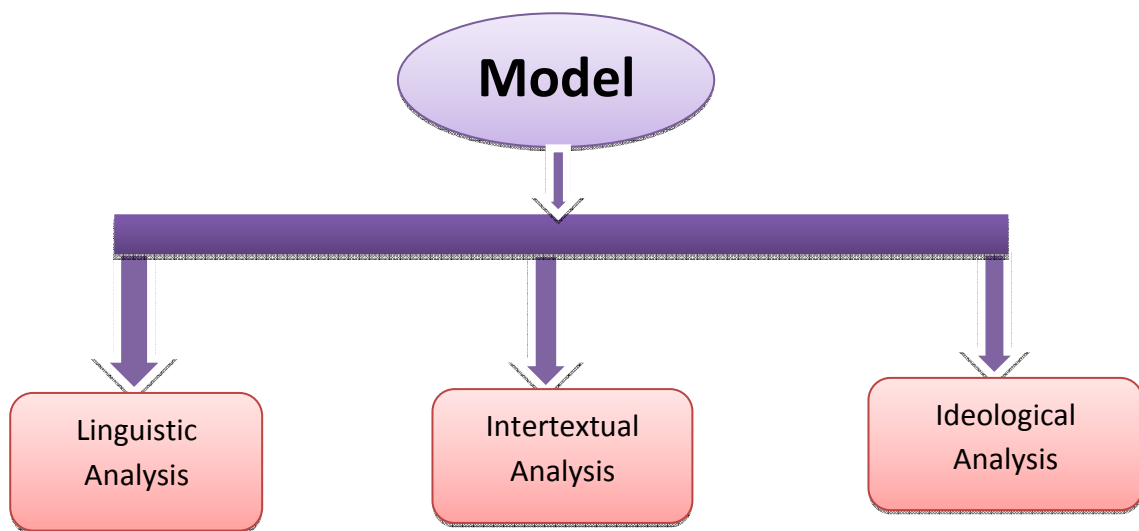 Model
Linguistic
Analysis
Intertextual
Analysis
Ideological
Analysis